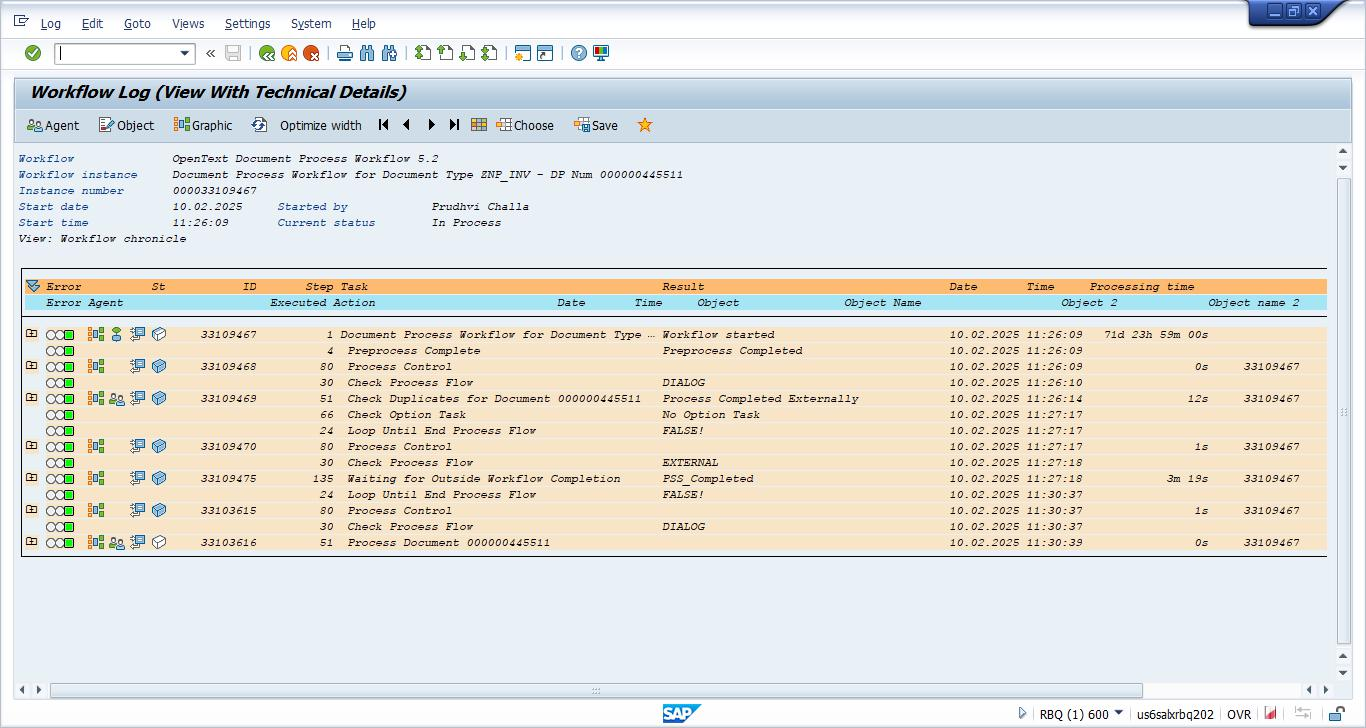 Log Edit Goto Views Settings System Help
Workflow Log (View With Technical Details)
Agent Object Graphic Optimize width Choose Save
Workflow OpenText Document Process Workflow 5.2
Workflow instance Document Process Workflow for Document Type ZNP_INV - DP Num 000000445511
Instance number 000033109467
Start date 10.02.2025 Started by Prudhvi Challa
Start time 11:26:09 Current status In Process
View: Workflow chronicle
Error St ID Step Task Result Date Time Processing time
Error Agent Executed Action Date Time Object Object Name Object 2 Object name 2
33109467 1 Document Process Workflow for Document Type … Workflow started 10.02.2025 11:26:09 71d 23h 59m 00s
4 Preprocess Complete Preprocess Completed 10.02.2025 11:26:09
33109468 80 Process Control 10.02.2025 11:26:09 0s 33109467
30 Check Process Flow DIALOG 10.02.2025 11:26:10
33109469 51 Check Duplicates for Document 000000445511 Process Completed Externally 10.02.2025 11:26:14 12s 33109467
66 Check Option Task No Option Task 10.02.2025 11:27:17
24 Loop Until End Process Flow FALSE! 10.02.2025 11:27:17
33109470 80 Process Control 10.02.2025 11:27:17 1s 33109467
30 Check Process Flow EXTERNAL 10.02.2025 11:27:18
33109475 135 Waiting for Outside Workflow Completion PSS_Completed 10.02.2025 11:27:18 3m 19s 33109467
24 Loop Until End Process Flow FALSE! 10.02.2025 11:30:37
33103615 80 Process Control 10.02.2025 11:30:37 1s 33109467
30 Check Process Flow DIALOG 10.02.2025 11:30:37
33103616 51 Process Document 000000445511 10.02.2025 11:30:39 0s 33109467
SAP RBQ (1) 600 us6salxrbq202 OVR